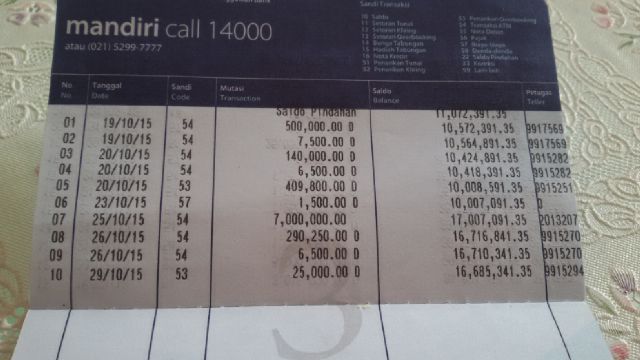 Sandi Transaksi
mandiri call 14000
atau (021) 5299-7777
10 Saldo
11 Setoran Tunai
12 Setoran Kliring
13 Setoran Overbooking
14 Bunga Tabungan
15 Hadiah Tabungan
16 Nota Kredit
51 Penarikan Tunai
52 Penarikan Kliring
53 Penarikan Overbooking
54 Transaksi ATM
55 Nota Debet
56 Pajak
57 Biaya
58 Denda
22 Saldo Pindahan
33 Koreksi
99 Lain-lain
No. Tanggal Sandi Mutasi Saldo Petugas
No. Date Code Transaction Balance Teller
Saldo Pindahan 11,072,391.35
01 19/10/15 54 500,000.00 D 10,572,391.35 9917569
02 19/10/15 54 7,500.00 D 10,564,891.35 9917569
03 20/10/15 54 140,000.00 D 10,424,891.35 9915282
04 20/10/15 54 6,500.00 D 10,418,391.35 9915282
05 20/10/15 53 409,800.00 D 10,008,591.35 9915251
06 23/10/15 57 1,500.00 D 10,007,091.35 0
07 25/10/15 54 7,000,000.00 17,007,091.35 2013207
08 26/10/15 54 290,250.00 D 16,716,841.35 9915270
09 26/10/15 54 6,500.00 D 16,710,341.35 9915270
10 29/10/15 53 25,000.00 D 16,685,341.35 9915294
3